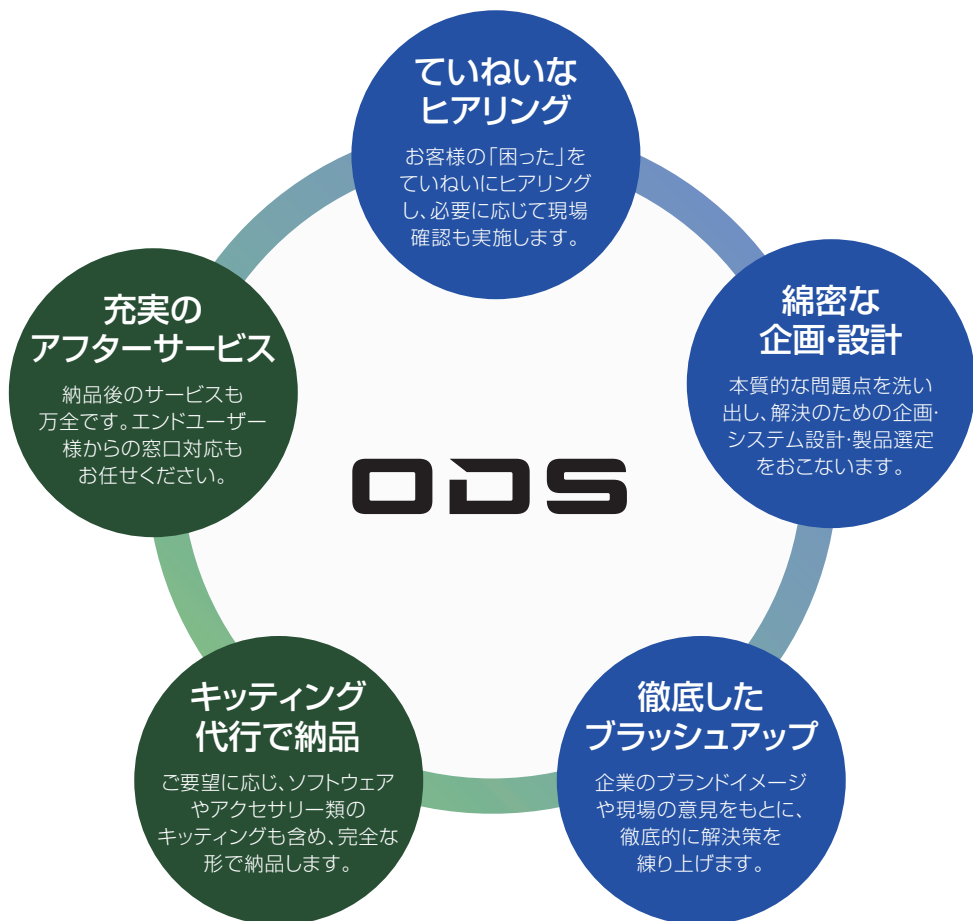 ていねいな
ヒアリング
お客様の「困った」を
ていねいにヒアリング
し、必要に応じて現場
確認も実施します。
綿密な
企画・設計
本質的な問題点を洗い
出し、解決のための企画・
システム設計・製品選定
をおこないます。
徹底した
ブラッシュアップ
企業のブランドイメージ
や現場の意見をもとに、
徹底的に解決策を
練り上げます。
キッティング
代行で納品
ご要望に応じ、ソフトウェア
やアクセサリー類の
キッティングも含め、完全な
形で納品します。
充実の
アフターサービス
納品後のサービスも
万全です。エンドユーザー
様からの窓口対応も
お任せください。
ODS